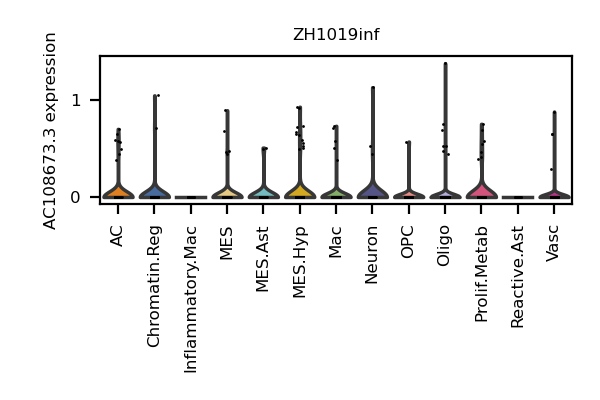 ZH1019inf
AC108673.3 expression
1
0
AC
Chromatin.Reg
Inflammatory.Mac
MES
MES.Ast
MES.Hyp
Mac
Neuron
OPC
Oligo
Prolif.Metab
Reactive.Ast
Vasc